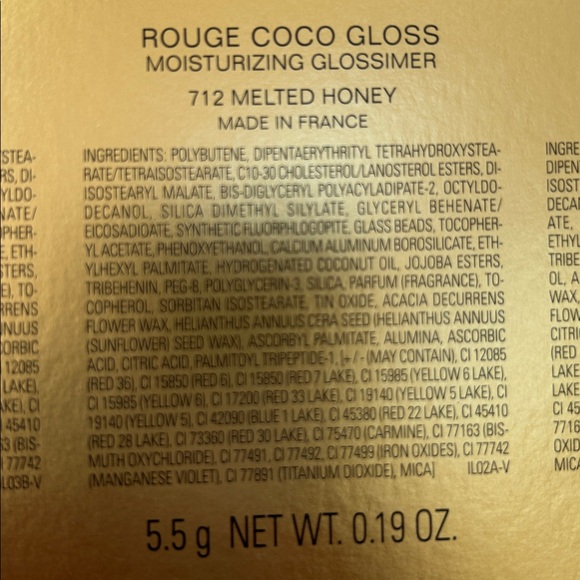 ROUGE COCO GLOSS
MOISTURIZING GLOSSIMER
712 MELTED HONEY
MADE IN FRANCE
INGREDIENTS: POLYBUTENE, DIPENTAERYTHRITYL TETRAHYDROXYSTEA-
RATE/TETRAISOSTEARATE, C10-30 CHOLESTEROL/LANOSTEROL ESTERS, DI-
ISOSTEARYL MALATE, BIS-DIGLYCERYL POLYACYLADIPATE-2, OCTYLDO-
DECANOL, SILICA DIMETHYL SILYLATE, GLYCERYL BEHENATE/
EICOSADIOATE, SYNTHETIC FLUORPHLOGOPITE, GLASS BEADS, TOCOPHER-
YL ACETATE, PHENOXYETHANOL, CALCIUM ALUMINUM BOROSILICATE, ETH-
YLHEXYL PALMITATE, HYDROGENATED COCONUT OIL, JOJOBA ESTERS,
TRIBEHENIN, PEG-8, POLYGLYCERIN-3, SILICA, PARFUM (FRAGRANCE), TO-
COPHEROL, SORBITAN ISOSTEARATE, TIN OXIDE, ACACIA DECURRENS
FLOWER WAX, HELIANTHUS ANNUUS CERA SEED (HELIANTHUS ANNUUS
(SUNFLOWER) SEED WAX), ASCORBYL PALMITATE, ALUMINA, ASCORBIC
ACID, CITRIC ACID, PALMITOYL TRIPEPTIDE-1, [+/- (MAY CONTAIN), CI 12085
(RED 36), CI 15850 (RED 6), CI 15850 (RED 7 LAKE), CI 15985 (YELLOW 6 LAKE),
CI 15985 (YELLOW 6), CI 17200 (RED 33 LAKE), CI 19140 (YELLOW 5 LAKE), CI
19140 (YELLOW 5), CI 42090 (BLUE 1 LAKE), CI 45380 (RED 22 LAKE), CI 45410
(RED 28 LAKE), CI 73360 (RED 30 LAKE), CI 75470 (CARMINE), CI 77163 (BIS-
MUTH OXYCHLORIDE), CI 77491, CI 77492, CI 77499 (IRON OXIDES), CI 77742
(MANGANESE VIOLET), CI 77891 (TITANIUM DIOXIDE), MICA] IL02A-V
5.5 g NET WT. 0.19 OZ.